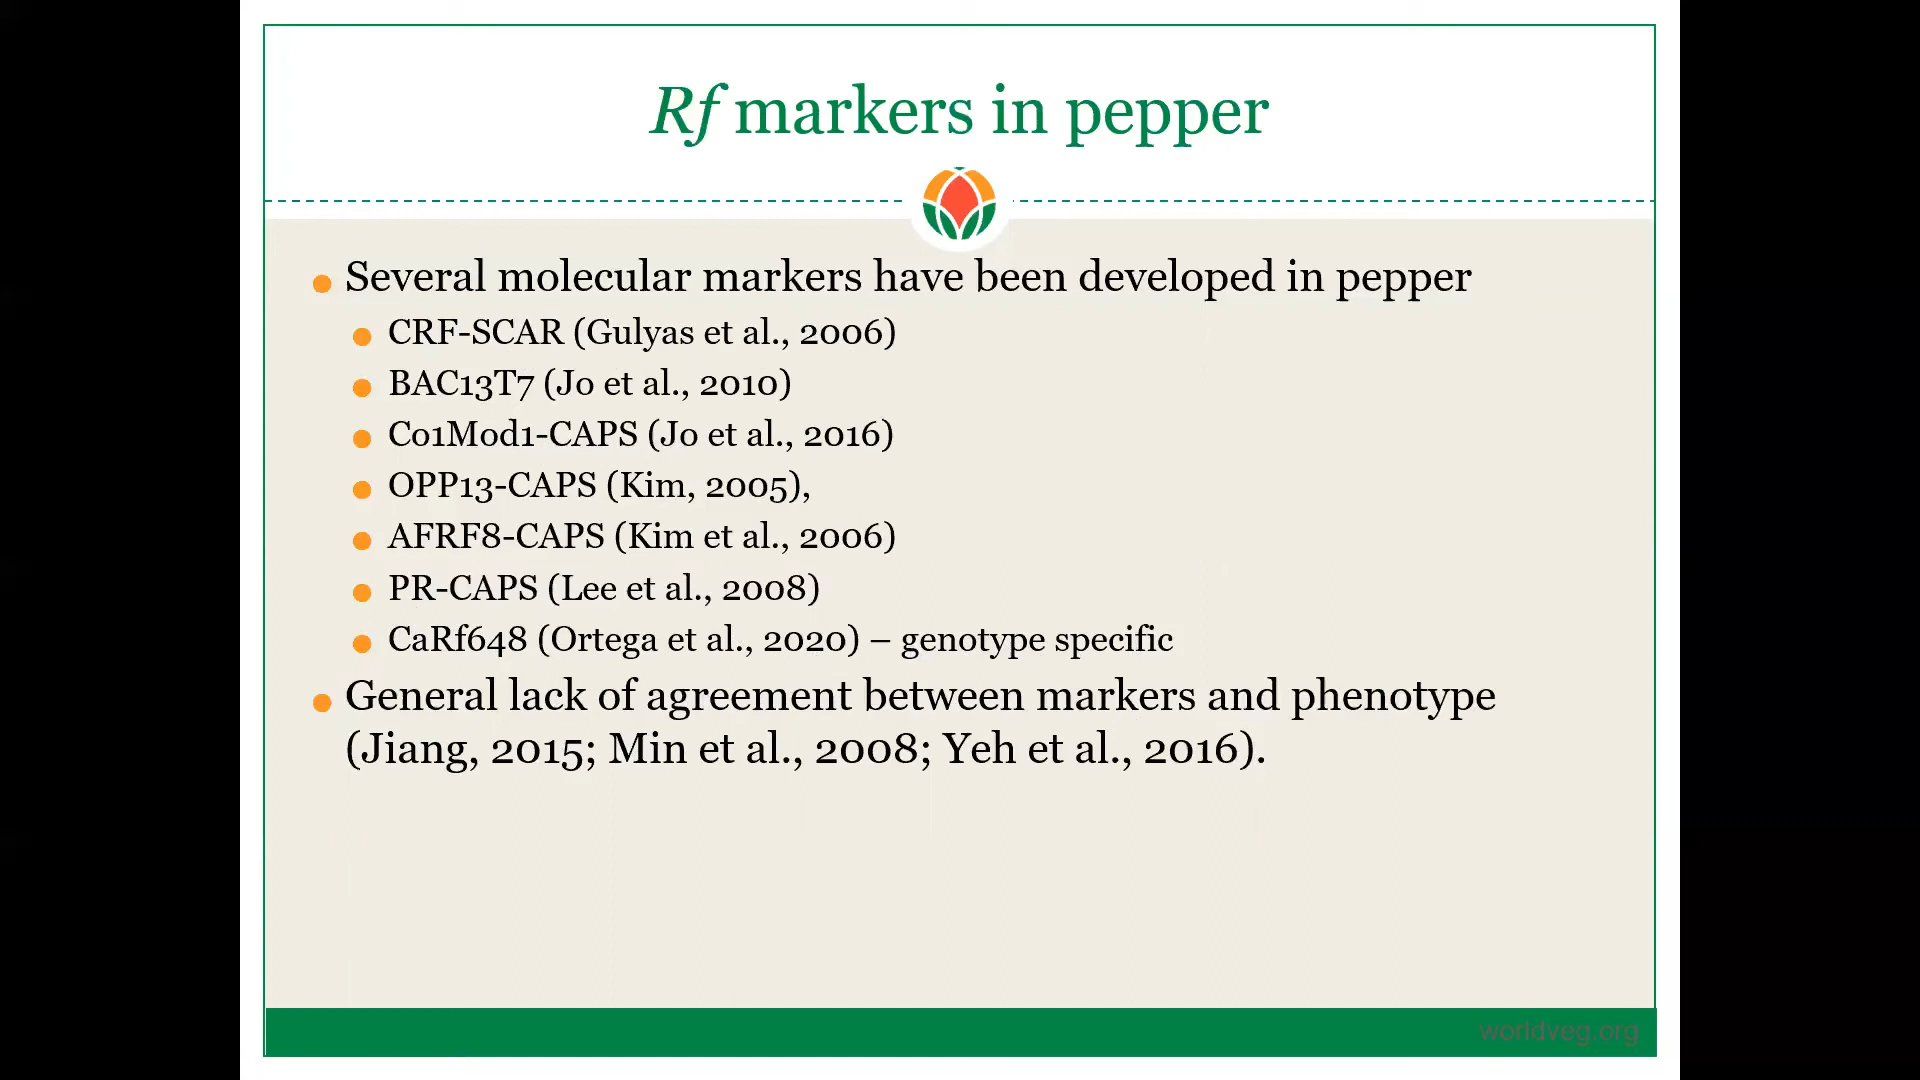 Rf markers in pepper
Several molecular markers have been developed in pepper
CRF-SCAR (Gulyas et al., 2006)
BAC13T7 (Jo et al., 2010)
Co1Mod1-CAPS (Jo et al., 2016)
OPP13-CAPS (Kim, 2005),
AFRF8-CAPS (Kim et al., 2006)
PR-CAPS (Lee et al., 2008)
CaRf648 (Ortega et al., 2020) – genotype specific
General lack of agreement between markers and phenotype
(Jiang, 2015; Min et al., 2008; Yeh et al., 2016).
worldveg.org